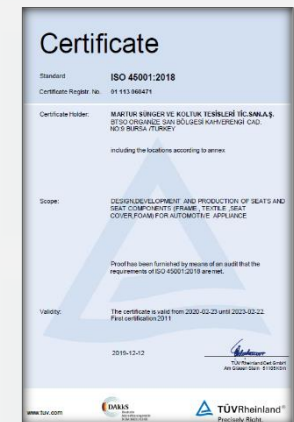 Certificate
Standard ISO 45001:2018
Certificate Registr. No. 01 113 068471
Certificate Holder: MARTUR SÜNGER VE KOLTUK TESİSLERİ TİC.SAN.A.Ş.
BTSO ORGANİZE SAN BÖLGESİ KAHVERENGİ CAD.
NO:9 BURSA /TURKEY
including the locations according to annex
Scope: DESIGN,DEVELOPMENT AND PRODUCTION OF SEATS AND
SEAT COMPONENTS (FRAME , TEXTILE ,SEAT
COVER,FOAM) FOR AUTOMOTIVE APPLIANCE
Proof has been furnished by means of an audit that the
requirements of ISO 45001:2018 are met.
Validity: The certificate is valid from 2020-02-23 until 2023-02-22.
First certification 2011
2019-12-12
TÜV Rheinland Cert GmbH
Am Grauen Stein · 51105 Köln
www.tuv.com
DAkkS
TÜVRheinland®
Precisely Right.